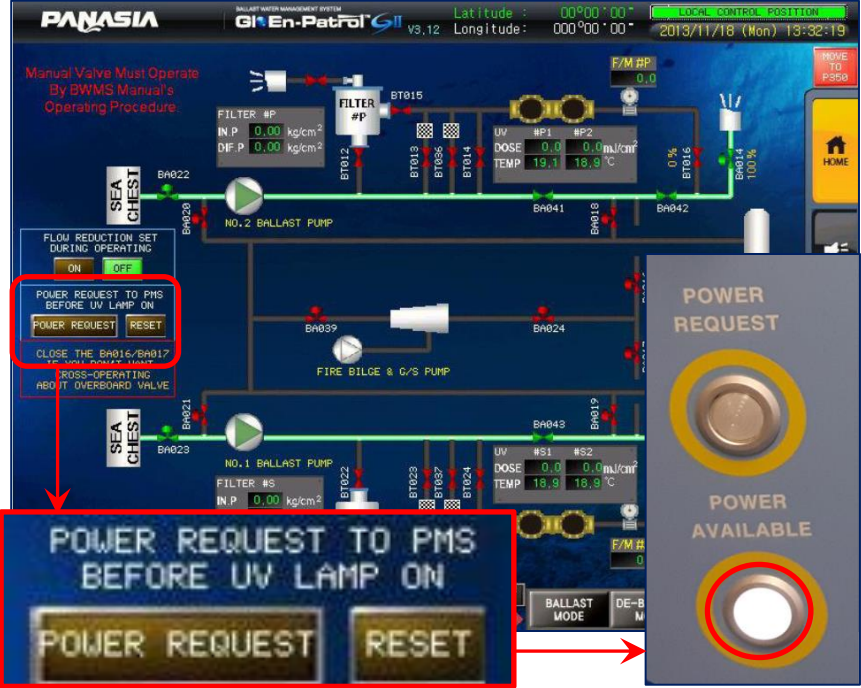 PANASIA
BALLAST WATER MANAGEMENT SYSTEM
GloEn-Patrol GII V3.12
Latitude : 00°00'00"
Longitude: 000°00'00"
LOCAL CONTROL POSITION
2013/11/18 (Mon) 13:32:19
Manual Valve Must Operate
By BWMS Manual's
Operating Procedure.
MOVE
TO
P350
F/M #P
0,0
FILTER
#P
BT015
FILTER #P
IN.P 0,00 kg/cm2
DIF.P 0,00 kg/cm2
UV #P1 #P2
DOSE 0,0 0,0 mJ/cm2
TEMP 19,1 18,9 °C
BT012
BT013
BT036
BT014
0 %
BT016
BA014
100 %
HOME
SEA
CHEST
BA022
BA020
NO.2 BALLAST PUMP
BA041
BA018
BA042
FLOW REDUCTION SET
DURING OPERATING
ON OFF
POWER REQUEST TO PMS
BEFORE UV LAMP ON
POWER REQUEST RESET
CLOSE THE BA016/BA017
IF YOU DON'T WANT
CROSS-OPERATING
ABOUT OVERBOARD VALVE
BA039
BA024
FIRE BILGE & G/S PUMP
SEA
CHEST
BA023
BA021
NO.1 BALLAST PUMP
BA043
BA019
UV #S1 #S2
DOSE 0,0 0,0 mJ/cm2
TEMP 18,9 18,9 °C
FILTER #S
IN.P 0,00 kg/cm2
BT022
BT023
BT037
BT024
F/M #
0
BALLAST
MODE
DE-B
M
POWER REQUEST TO PMS
BEFORE UV LAMP ON
POWER REQUEST RESET
POWER
REQUEST
POWER
AVAILABLE